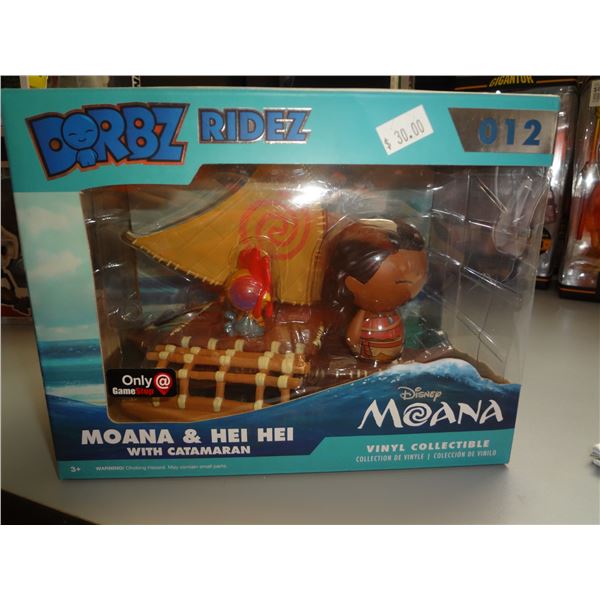 GIGANTOR
DORBZ RIDEZ
$ 30.00
012
Only @
GameStop
Disney
MOANA
MOANA & HEI HEI
WITH CATAMARAN
VINYL COLLECTIBLE
COLLECTION DE VINYLE | COLECCIÓN DE VINILO
3+
WARNING: Choking Hazard. May contain small parts.